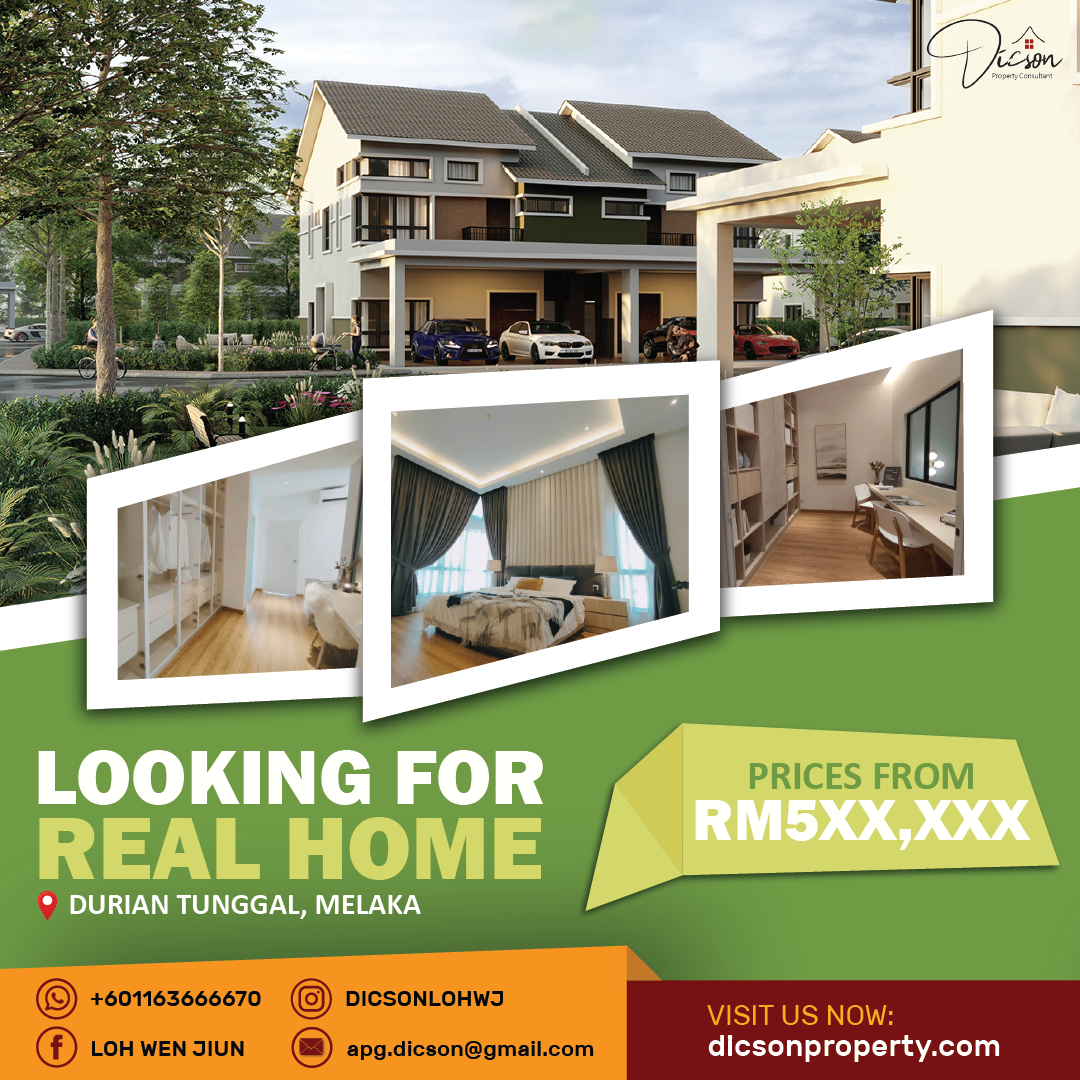 Dicson
Property Consultant
LOOKING FOR
REAL HOME
DURIAN TUNGGAL, MELAKA
PRICES FROM
RM5XX,XXX
+601163666670
DICSONLOHWJ
LOH WEN JIUN
apg.dicson@gmail.com
VISIT US NOW:
dicsonproperty.com